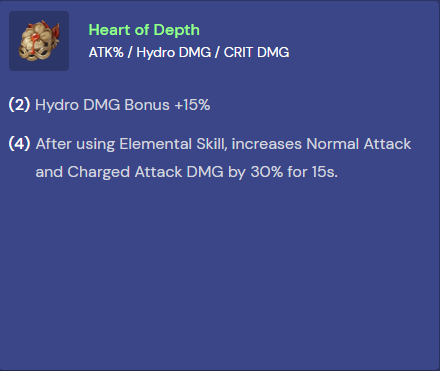 Heart of Depth
ATK% / Hydro DMG / CRIT DMG
(2) Hydro DMG Bonus +15%
(4) After using Elemental Skill, increases Normal Attack
and Charged Attack DMG by 30% for 15s.